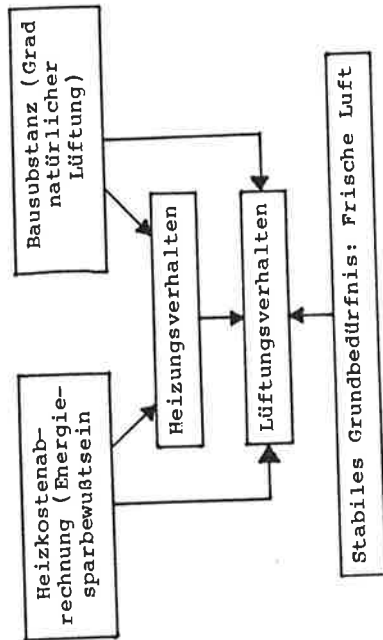 Heizkostenab-
rechnung (Energie-
sparbewußtsein
Bausubstanz (Grad
natürlicher
Lüftung)
Heizungsverhalten
Lüftungsverhalten
Stabiles Grundbedürfnis: Frische Luft